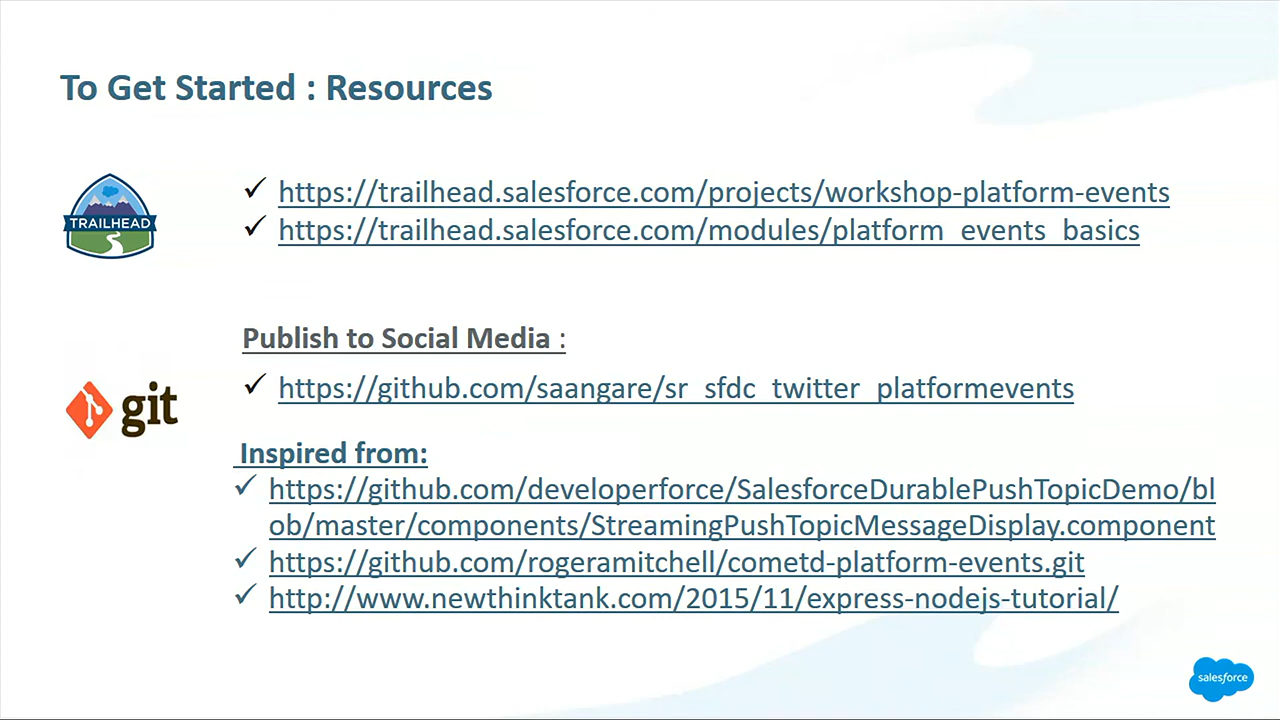 To Get Started : Resources
TRAILHEAD
✓ https://trailhead.salesforce.com/projects/workshop-platform-events
✓ https://trailhead.salesforce.com/modules/platform_events_basics
Publish to Social Media :
git
✓ https://github.com/saangare/sr_sfdc_twitter_platformevents
Inspired from:
✓ https://github.com/developerforce/SalesforceDurablePushTopicDemo/bl
ob/master/components/StreamingPushTopicMessageDisplay.component
✓ https://github.com/rogeramitchell/cometd-platform-events.git
✓ http://www.newthinktank.com/2015/11/express-nodejs-tutorial/
salesforce